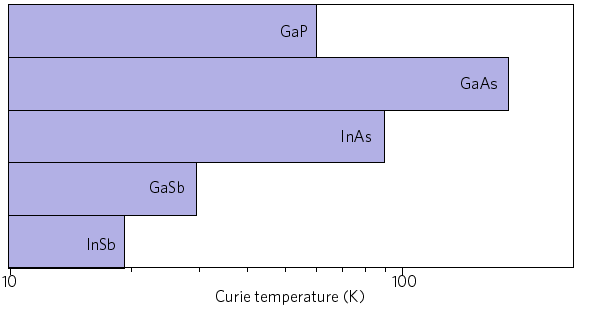 GaP
GaAs
InAs
GaSb
InSb
10 100
Curie temperature (K)